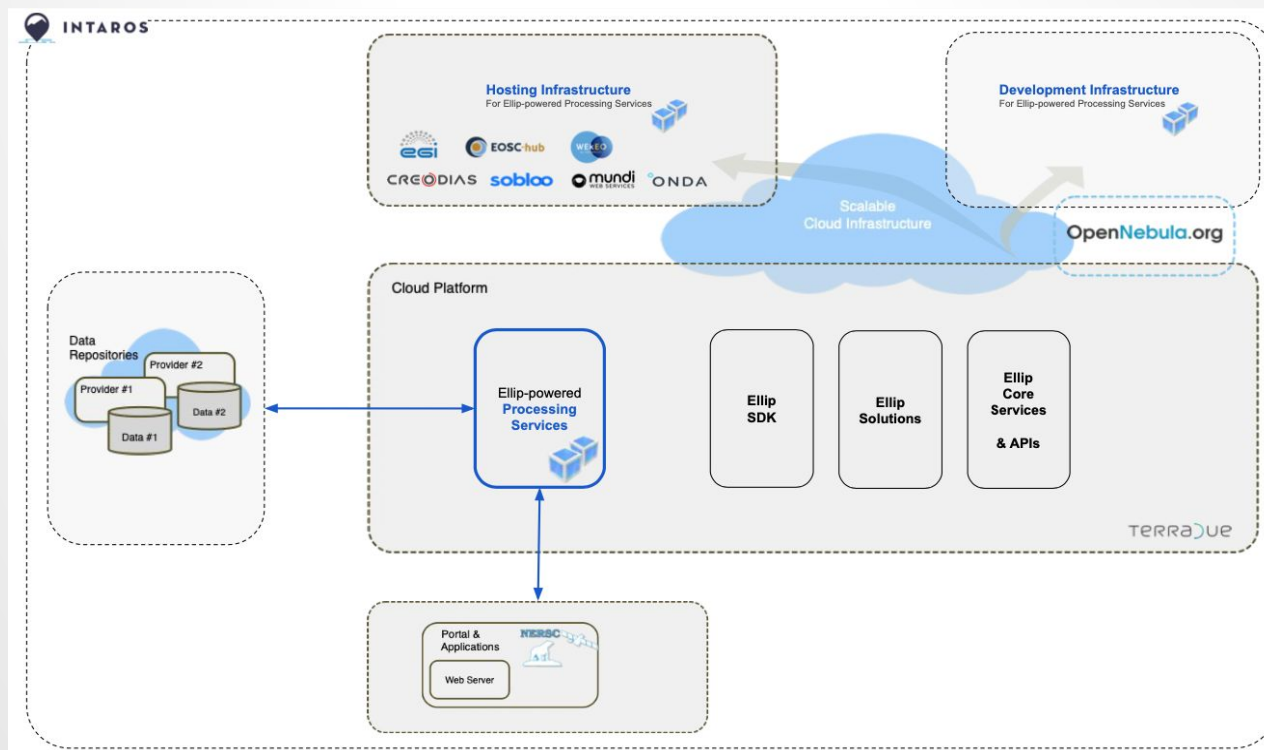 INTAROS
Hosting Infrastructure
For Ellip-powered Processing Services
egi
EOSC-hub
WEkEO
CREODIAS
sobloo
mundi
WEB SERVICES
ONDA
Development Infrastructure
For Ellip-powered Processing Services
Scalable
Cloud Infrastructure
OpenNebula.org
Cloud Platform
Data
Repositories
Provider #2
Provider #1
Data #2
Data #1
Ellip-powered
Processing
Services
Ellip
SDK
Ellip
Solutions
Ellip
Core
Services
& APIs
TERRADUE
Portal &
Applications
NERSC
Web Server